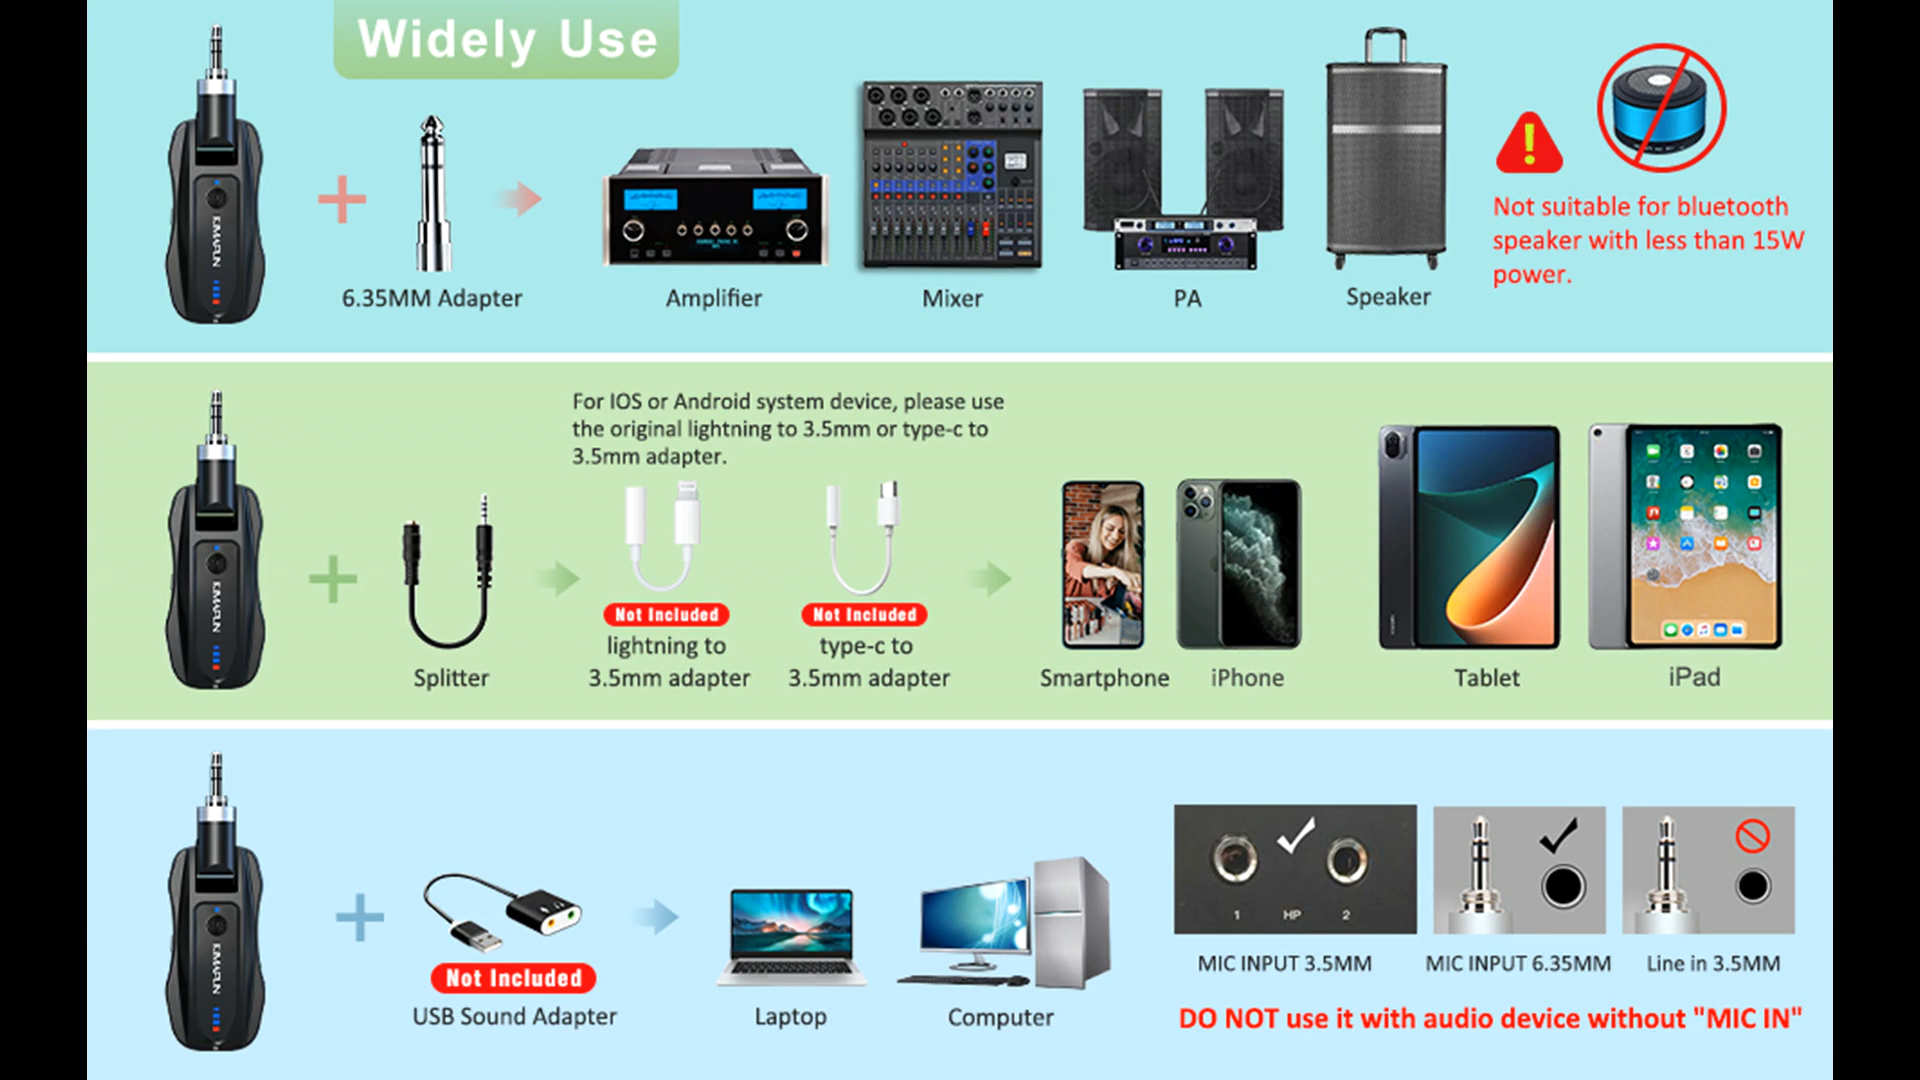 Widely Use
KIMAFUN
6.35MM Adapter
Amplifier
Mixer
PA
Speaker
Not suitable for bluetooth
speaker with less than 15W
power.
For IOS or Android system device, please use
the original lightning to 3.5mm or type-c to
3.5mm adapter.
KIMAFUN
Splitter
Not Included
lightning to
3.5mm adapter
Not Included
type-c to
3.5mm adapter
Smartphone
iPhone
Tablet
iPad
KIMAFUN
Not Included
USB Sound Adapter
Laptop
Computer
1 HP 2
MIC INPUT 3.5MM
MIC INPUT 6.35MM
Line in 3.5MM
DO NOT use it with audio device without "MIC IN"